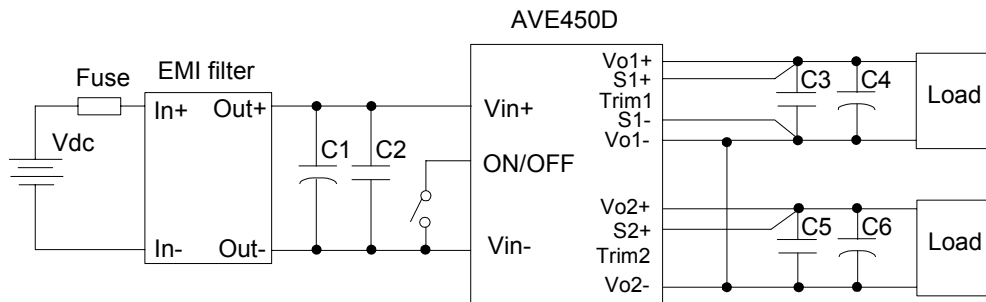 AVE450D
Fuse
EMI filter
Vdc
In+ Out+
In- Out-
C1 C2
Vin+
ON/OFF
Vin-
Vo1+
S1+
Trim1
S1-
Vo1-
C3 C4
Load
Vo2+
S2+
Trim2
Vo2-
C5 C6
Load